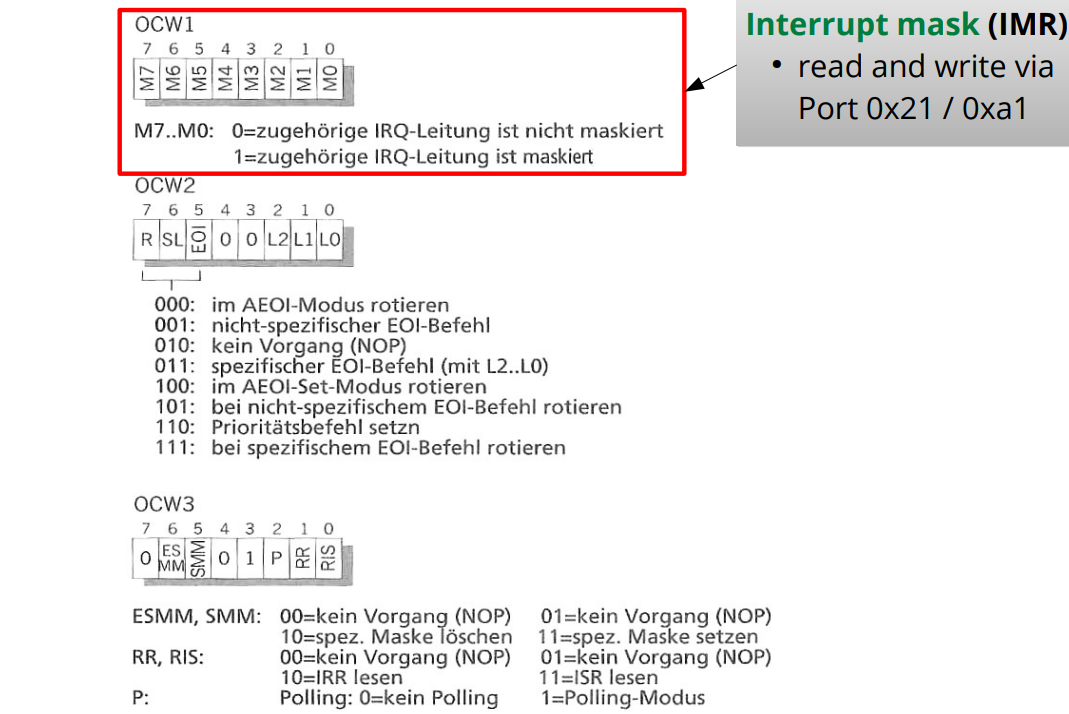 OCW1
7 6 5 4 3 2 1 0
M7 M6 M5 M4 M3 M2 M1 M0
M7..M0: 0=zugehörige IRQ-Leitung ist nicht maskiert
1=zugehörige IRQ-Leitung ist maskiert
Interrupt mask (IMR)
• read and write via
Port 0x21 / 0xa1
OCW2
7 6 5 4 3 2 1 0
R SL EOI 0 0 L2 L1 L0
000: im AEOI-Modus rotieren
001: nicht-spezifischer EOI-Befehl
010: kein Vorgang (NOP)
011: spezifischer EOI-Befehl (mit L2..L0)
100: im AEOI-Set-Modus rotieren
101: bei nicht-spezifischem EOI-Befehl rotieren
110: Prioritätsbefehl setzn
111: bei spezifischem EOI-Befehl rotieren
OCW3
7 6 5 4 3 2 1 0
0 ES MM SMM 0 1 P RR RIS
ESMM, SMM: 00=kein Vorgang (NOP) 01=kein Vorgang (NOP)
10=spez. Maske löschen 11=spez. Maske setzen
RR, RIS: 00=kein Vorgang (NOP) 01=kein Vorgang (NOP)
10=IRR lesen 11=ISR lesen
P: Polling: 0=kein Polling 1=Polling-Modus